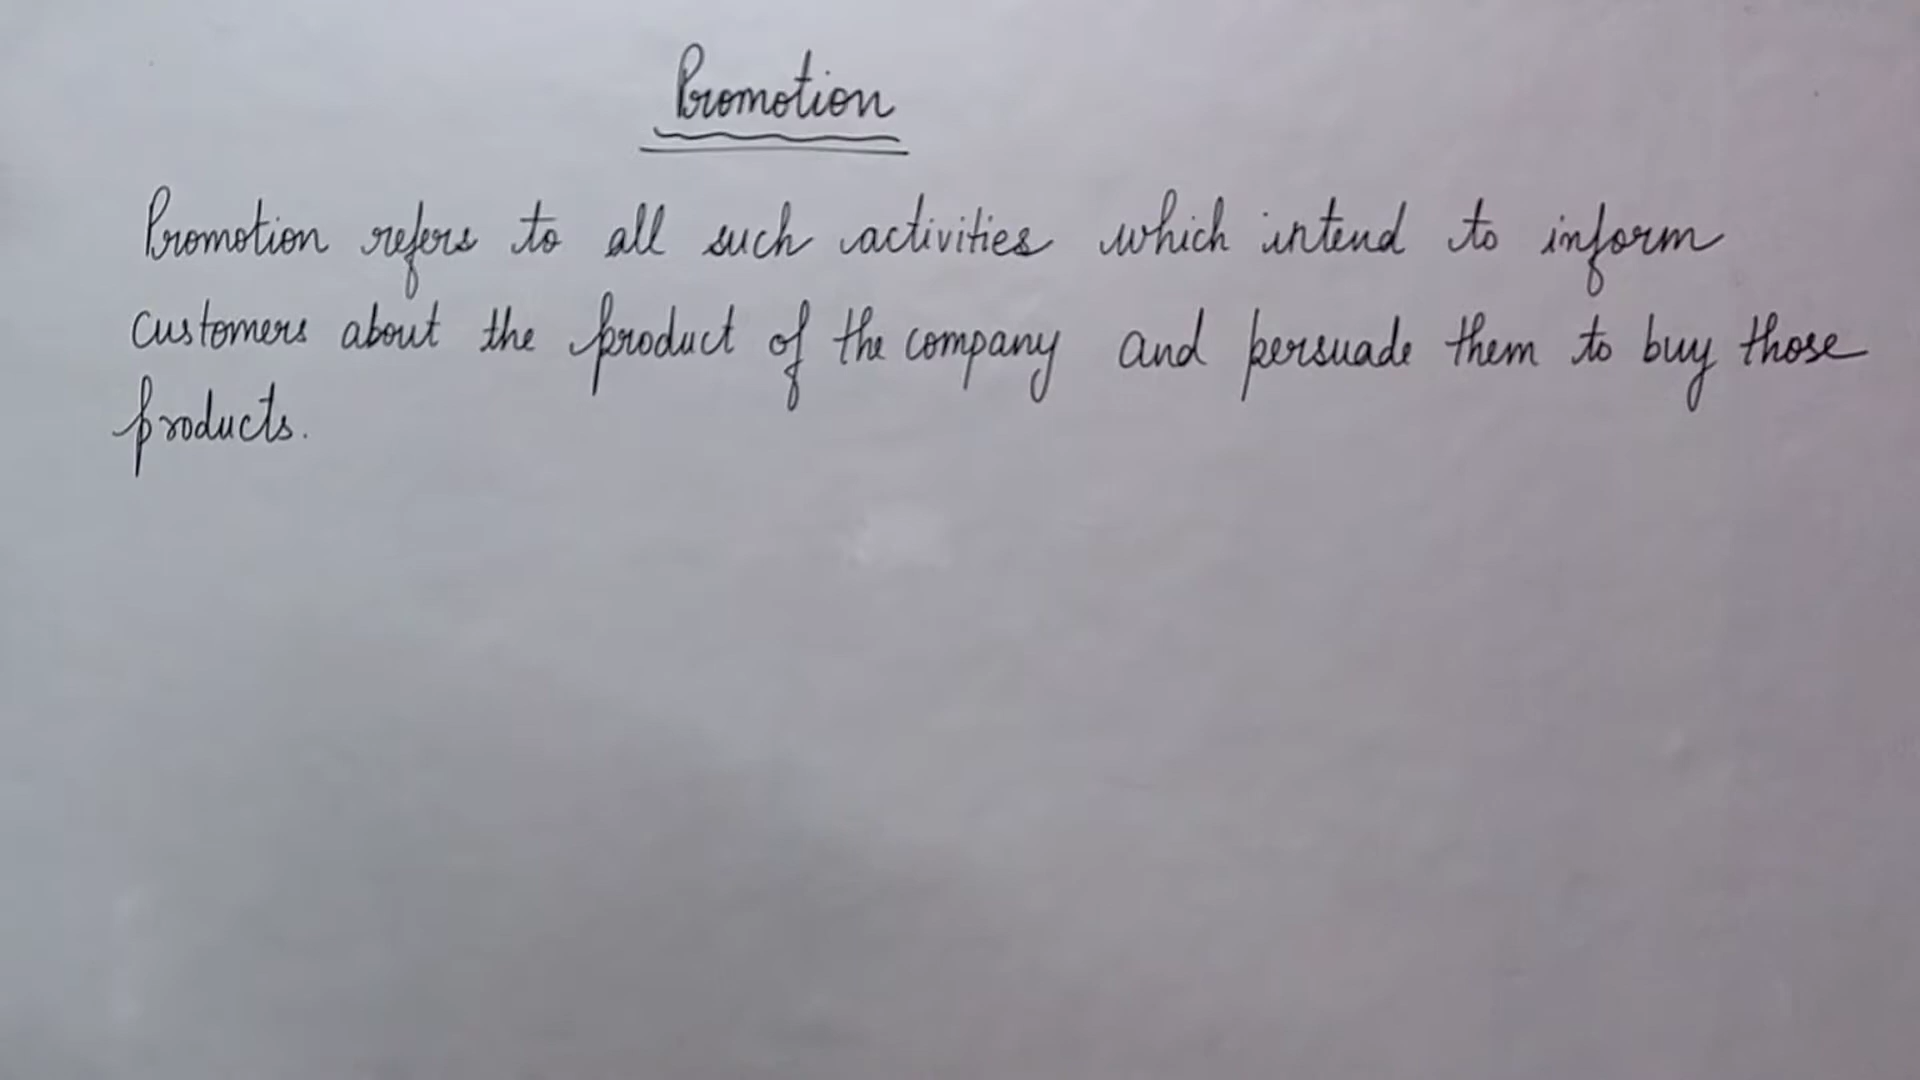 Promotion
Promotion refers to all such activities which intend to inform
customers about the product of the company and persuade them to buy those
products.